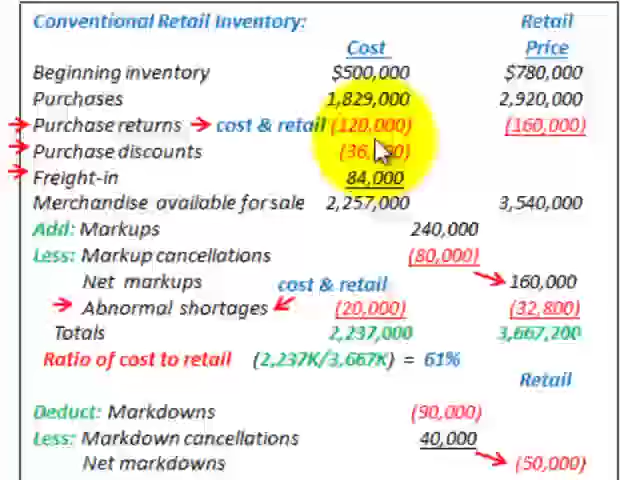 Conventional Retail Inventory: Retail
Cost Price
Beginning inventory $500,000 $780,000
Purchases 1,829,000 2,920,000
Purchase returns cost & retail (120,000) (160,000)
Purchase discounts (36, 00)
Freight-in 84,000
Merchandise available for sale 2,257,000 3,540,000
Add: Markups 240,000
Less: Markup cancellations (80,000)
Net markups cost & retail 160,000
Abnormal shortages (20,000) (32,800)
Totals 2,237,000 3,667,200
Ratio of cost to retail (2,237K/3,667K) = 61%
Retail
Deduct: Markdowns (90,000)
Less: Markdown cancellations 40,000
Net markdowns (50,000)